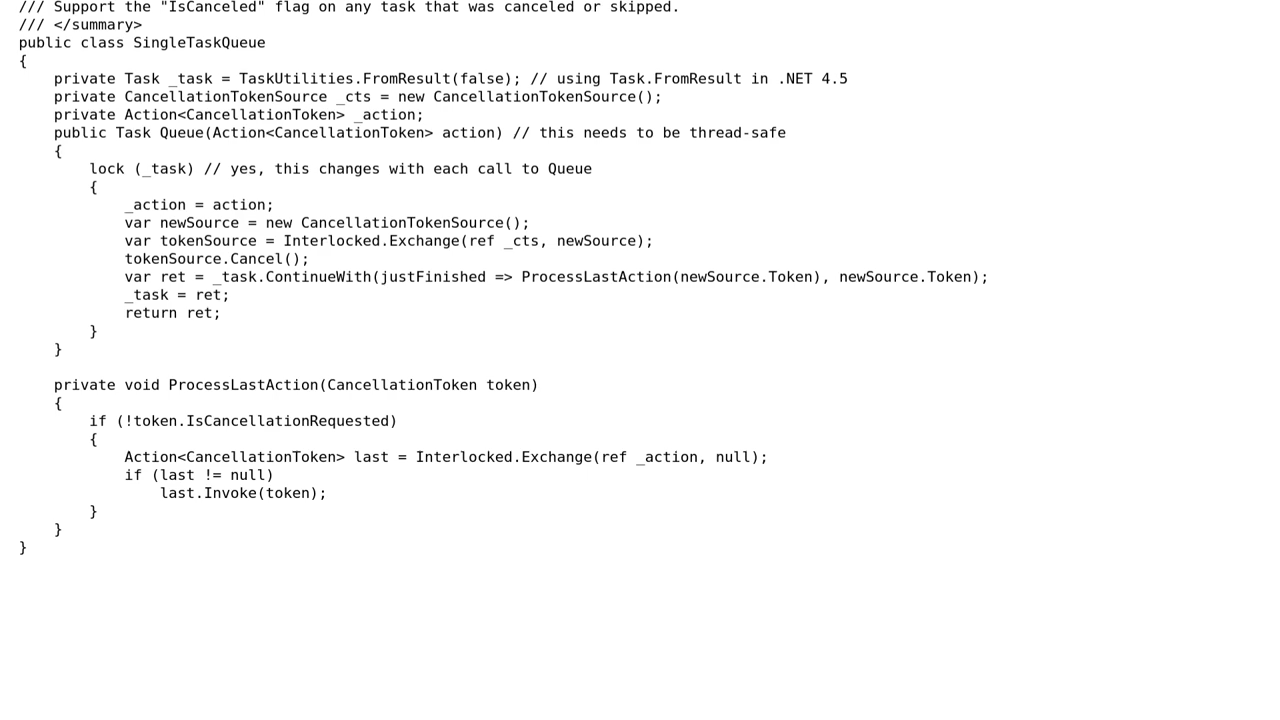 /// Support the "IsCanceled" flag on any task that was canceled or skipped.
/// </summary>
public class SingleTaskQueue
{
    private Task _task = TaskUtilities.FromResult(false); // using Task.FromResult in .NET 4.5
    private CancellationTokenSource _cts = new CancellationTokenSource();
    private Action<CancellationToken> _action;
    public Task Queue(Action<CancellationToken> action) // this needs to be thread-safe
    {
        lock (_task) // yes, this changes with each call to Queue
        {
            _action = action;
            var newSource = new CancellationTokenSource();
            var tokenSource = Interlocked.Exchange(ref _cts, newSource);
            tokenSource.Cancel();
            var ret = _task.ContinueWith(justFinished => ProcessLastAction(newSource.Token), newSource.Token);
            _task = ret;
            return ret;
        }
    }

    private void ProcessLastAction(CancellationToken token)
    {
        if (!token.IsCancellationRequested)
        {
            Action<CancellationToken> last = Interlocked.Exchange(ref _action, null);
            if (last != null)
                last.Invoke(token);
        }
    }
}